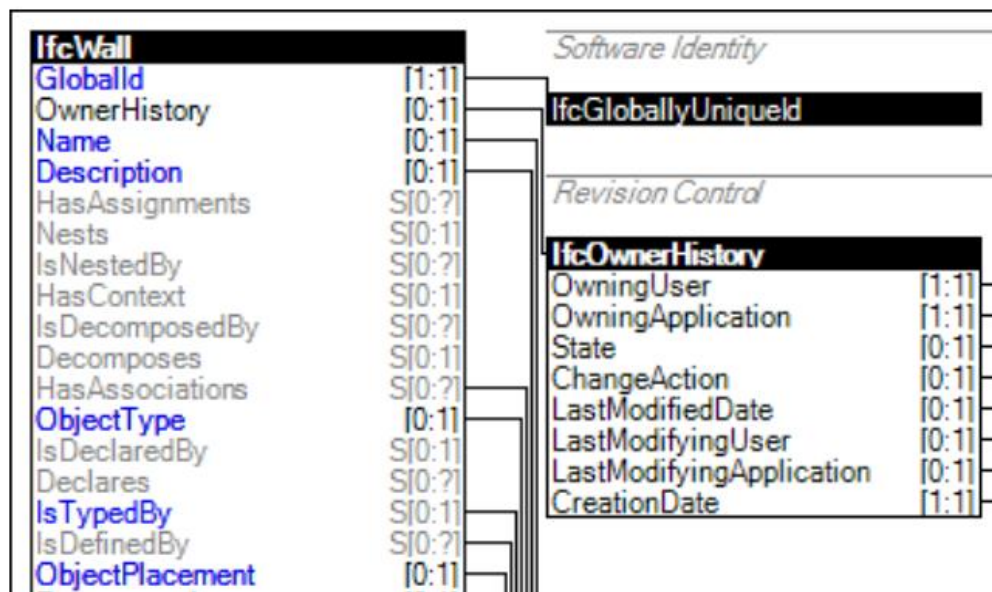 IfcWall
GlobalId [1:1]
OwnerHistory [0:1]
Name [0:1]
Description [0:1]
HasAssignments S[0:?]
Nests S[0:1]
IsNestedBy S[0:?]
HasContext S[0:1]
IsDecomposedBy S[0:?]
Decomposes S[0:1]
HasAssociations S[0:?]
ObjectType [0:1]
IsDeclaredBy S[0:1]
Declares S[0:?]
IsTypedBy S[0:1]
IsDefinedBy S[0:?]
ObjectPlacement [0:1]
Software Identity
IfcGloballyUniqueId
Revision Control
IfcOwnerHistory
OwningUser [1:1]
OwningApplication [1:1]
State [0:1]
ChangeAction [0:1]
LastModifiedDate [0:1]
LastModifyingUser [0:1]
LastModifyingApplication [0:1]
CreationDate [1:1]